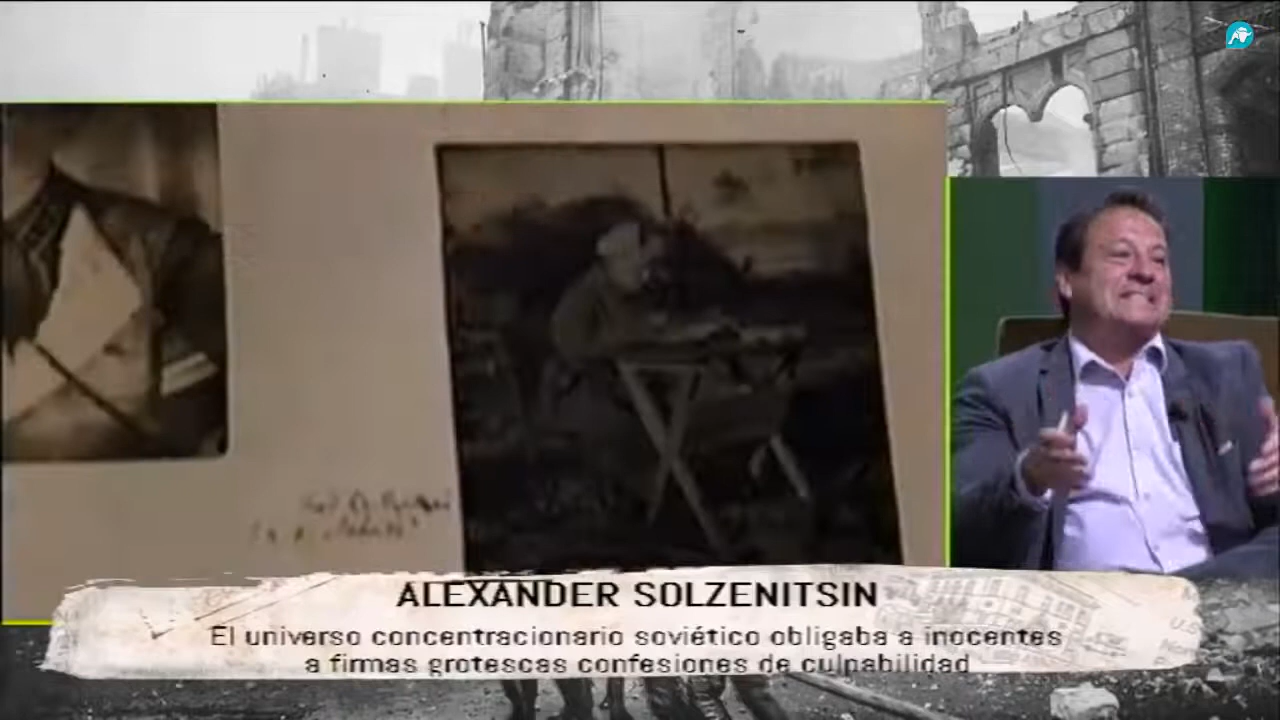 ALEXANDER SOLZENITSIN
El universo concentracionario soviético obligaba a inocentes
a firmas grotescas confesiones de culpabilidad